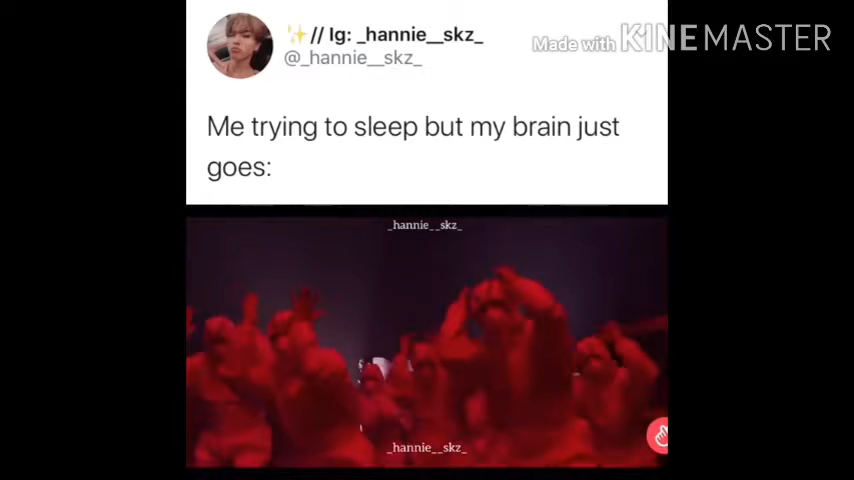 ✨// Ig: _hannie__skz_
@_hannie__skz_
Made with KINEMASTER
Me trying to sleep but my brain just
goes:
_hannie__skz_
_hannie__skz_